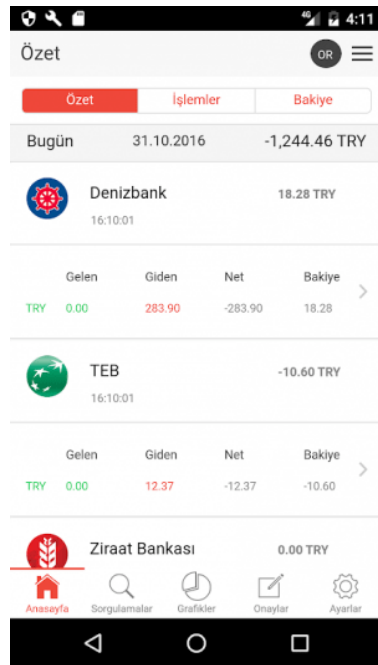 4G 4:11
Özet OR
Özet İşlemler Bakiye
Bugün 31.10.2016 -1,244.46 TRY
Denizbank 18.28 TRY
16:10:01
Gelen Giden Net Bakiye
TRY 0.00 283.90 -283.90 18.28
TEB -10.60 TRY
16:10:01
Gelen Giden Net Bakiye
TRY 0.00 12.37 -12.37 -10.60
Ziraat Bankası 0.00 TRY
Anasayfa Sorgulamalar Grafikler Onaylar Ayarlar